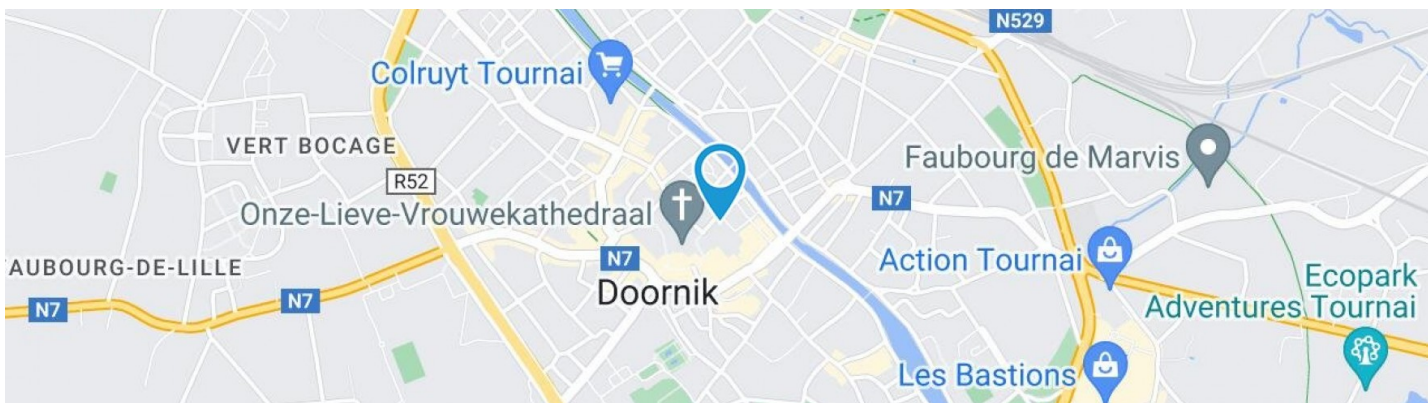 N529
Colruyt Tournai
VERT BOCAGE
Faubourg de Marvis
R52
N7
Onze-Lieve-Vrouwekathedraal
N7
Action Tournai
AUBOURG-DE-LILLE
Ecopark
Adventures Tournai
Doornik
N7
N7
Les Bastions